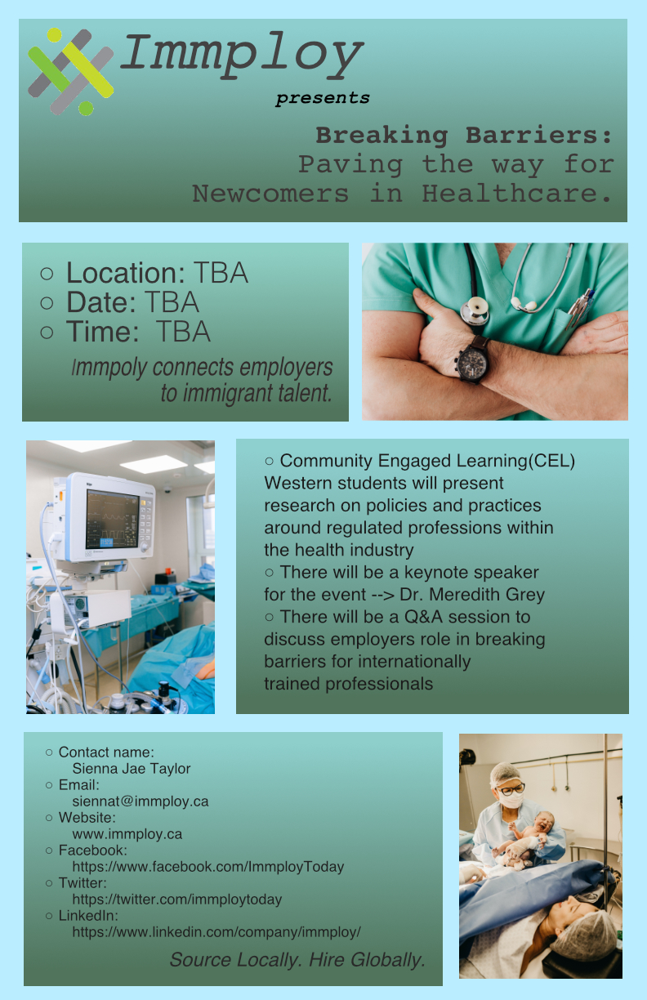 Immploy
presents
Breaking Barriers:
Paving the way for
Newcomers in Healthcare.
○ Location: TBA
○ Date: TBA
○ Time: TBA
Immpoly connects employers
to immigrant talent.
○ Community Engaged Learning(CEL)
Western students will present
research on policies and practices
around regulated professions within
the health industry
○ There will be a keynote speaker
for the event --> Dr. Meredith Grey
○ There will be a Q&A session to
discuss employers role in breaking
barriers for internationally
trained professionals
○ Contact name:
Sienna Jae Taylor
○ Email:
siennat@immploy.ca
○ Website:
www.immploy.ca
○ Facebook:
https://www.facebook.com/ImmployToday
○ Twitter:
https://twitter.com/immploytoday
○ LinkedIn:
https://www.linkedin.com/company/immploy/
Source Locally. Hire Globally.